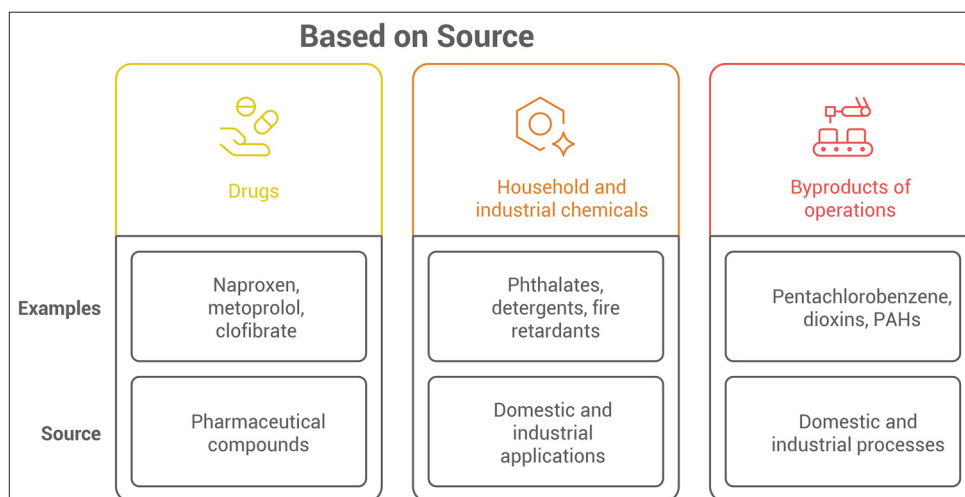 Based on Source
Drugs
Household and
industrial chemicals
Byproducts of
operations
Examples
Naproxen,
metoprolol,
clofibrate
Phthalates,
detergents, fire
retardants
Pentachlorobenzene,
dioxins, PAHs
Source
Pharmaceutical
compounds
Domestic and
industrial
applications
Domestic and
industrial processes